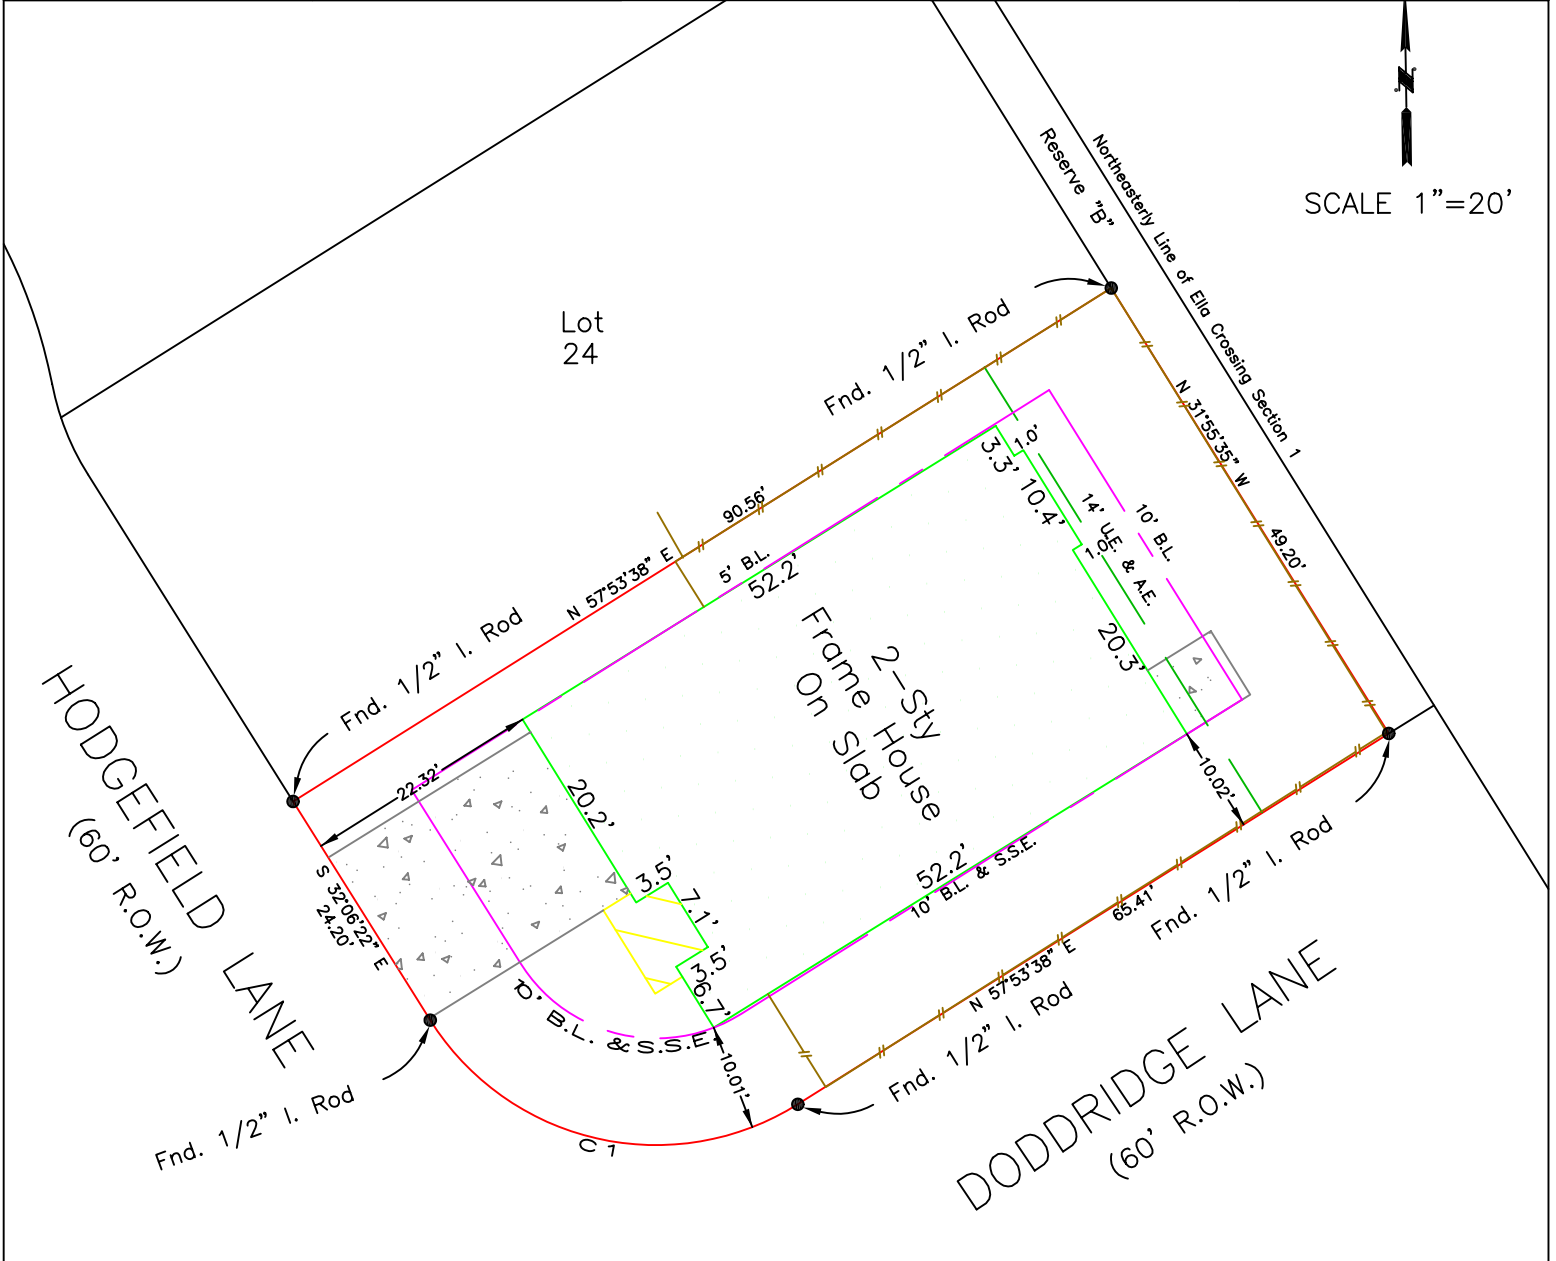 N
SCALE 1"=20'
Reserve "B"
Northeasterly Line of Ella Crossing Section 1
Lot
24
Fnd. 1/2" I. Rod
N 31°55'35" W
49.20'
90.56'
N 57°53'38" E
Fnd. 1/2" I. Rod
5' B.L.
52.2'
3.3'
1.0'
10.4'
14' U.E. & A.E.
1.0'
10' B.L.
20.3'
2-Sty
Frame House
On Slab
HODGEFIELD LANE
(60' R.O.W.)
22.32'
20.2'
S 32°06'22" E
24.20'
3.5'
7.1'
3.5'
6.7'
52.2'
10' B.L. & S.S.E.
10.02'
10' B.L. & S.S.E.
10.01'
65.41'
N 57°53'38" E
Fnd. 1/2" I. Rod
Fnd. 1/2" I. Rod
Fnd. 1/2" I. Rod
C 1
DODDRIDGE LANE
(60' R.O.W.)